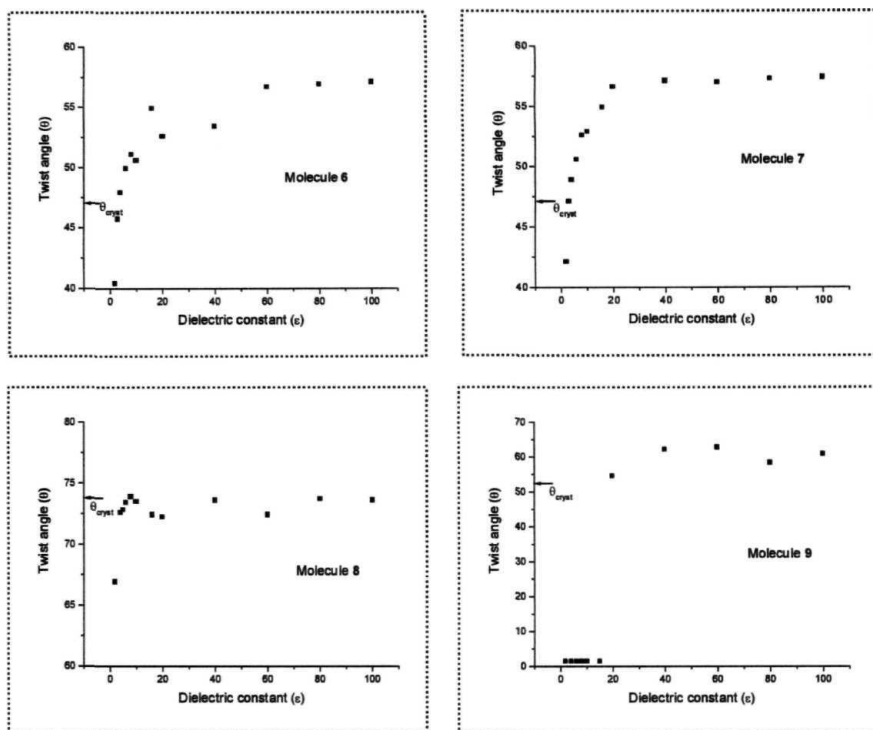 60
55
50
45
40
Twist angle (θ)
θcryst
Molecule 6
0 20 40 60 80 100
Dielectric constant (ε)
60
55
50
45
40
Twist angle (θ)
θcryst
Molecule 7
0 20 40 60 80 100
Dielectric constant (ε)
80
75
70
65
60
Twist angle (θ)
θcryst
Molecule 8
0 20 40 60 80 100
Dielectric constant (ε)
70
60
50
40
30
20
10
0
Twist angle (θ)
θcryst
Molecule 9
0 20 40 60 80 100
Dielectric constant (ε)